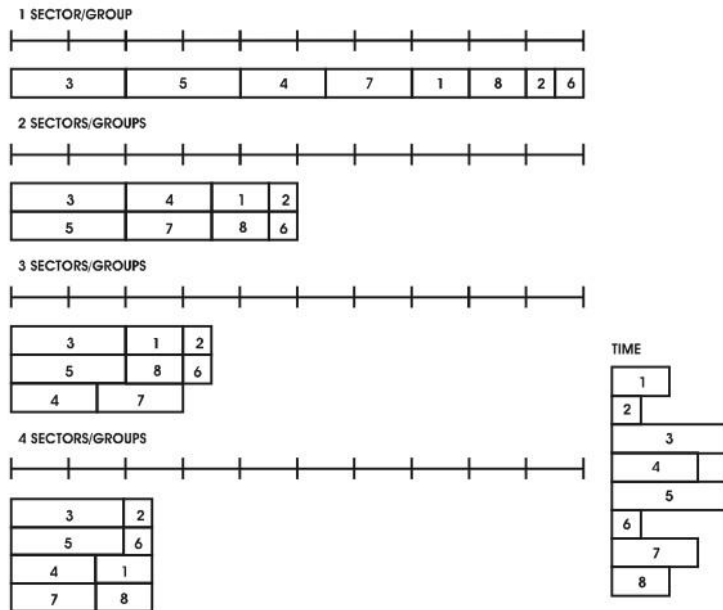 1 SECTOR/GROUP
3 5 4 7 1 8 2 6
2 SECTORS/GROUPS
3 4 1 2
5 7 8 6
3 SECTORS/GROUPS
3 1 2
5 8 6
4 7
4 SECTORS/GROUPS
3 2
5 6
4 1
7 8
TIME
1
2
3
4
5
6
7
8